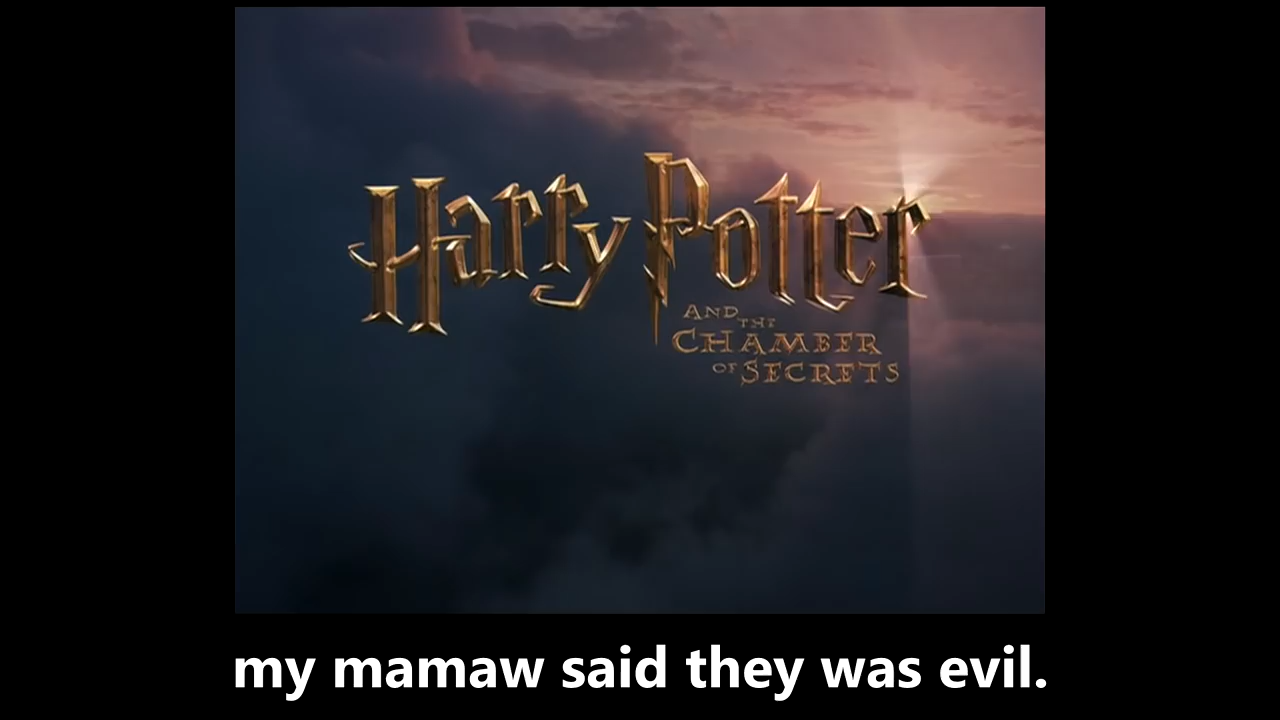 Harry Potter
AND THE
CHAMBER
OF SECRETS
my mamaw said they was evil.